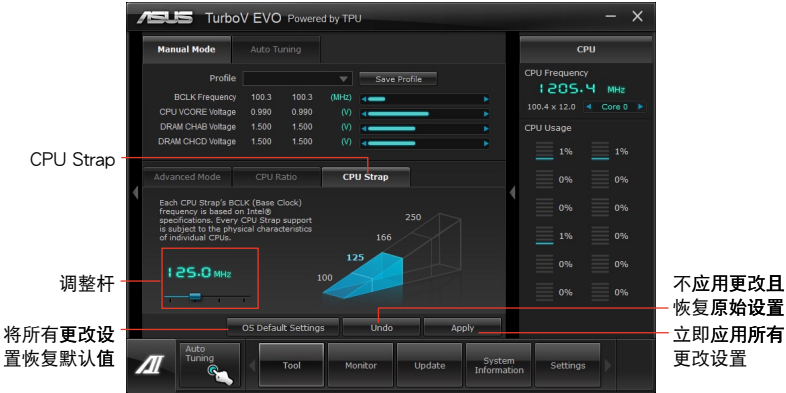 ASUS TurboV EVO Powered by TPU
Manual Mode
Auto Tuning
Profile
Save Profile
BCLK Frequency 100.3 100.3 (MHz)
CPU VCORE Voltage 0.990 0.990 (V)
DRAM CHAB Voltage 1.500 1.500 (V)
DRAM CHCD Voltage 1.500 1.500 (V)
CPU Strap
Advanced Mode
CPU Ratio
CPU Strap
Each CPU Strap's BCLK (Base
Clock)
frequency is based on Intel®
specifications. Every CPU Strap support
is subject to the physical characteristics
of individual CPUs.
125.0 MHz
调整杆
100
125
166
250
OS Default Settings
Undo
Apply
将所有更改设
置恢复默认值
不应用更改且
恢复原始设置
立即应用所有
更改设置
CPU
CPU Frequency
1205.4 MHz
100.4 x 12.0
Core 0
CPU Usage
1% 1%
0% 0%
0% 0%
1% 0%
0% 0%
0% 0%
AI
Auto
Tuning
Tool
Monitor
Update
System
Information
Settings